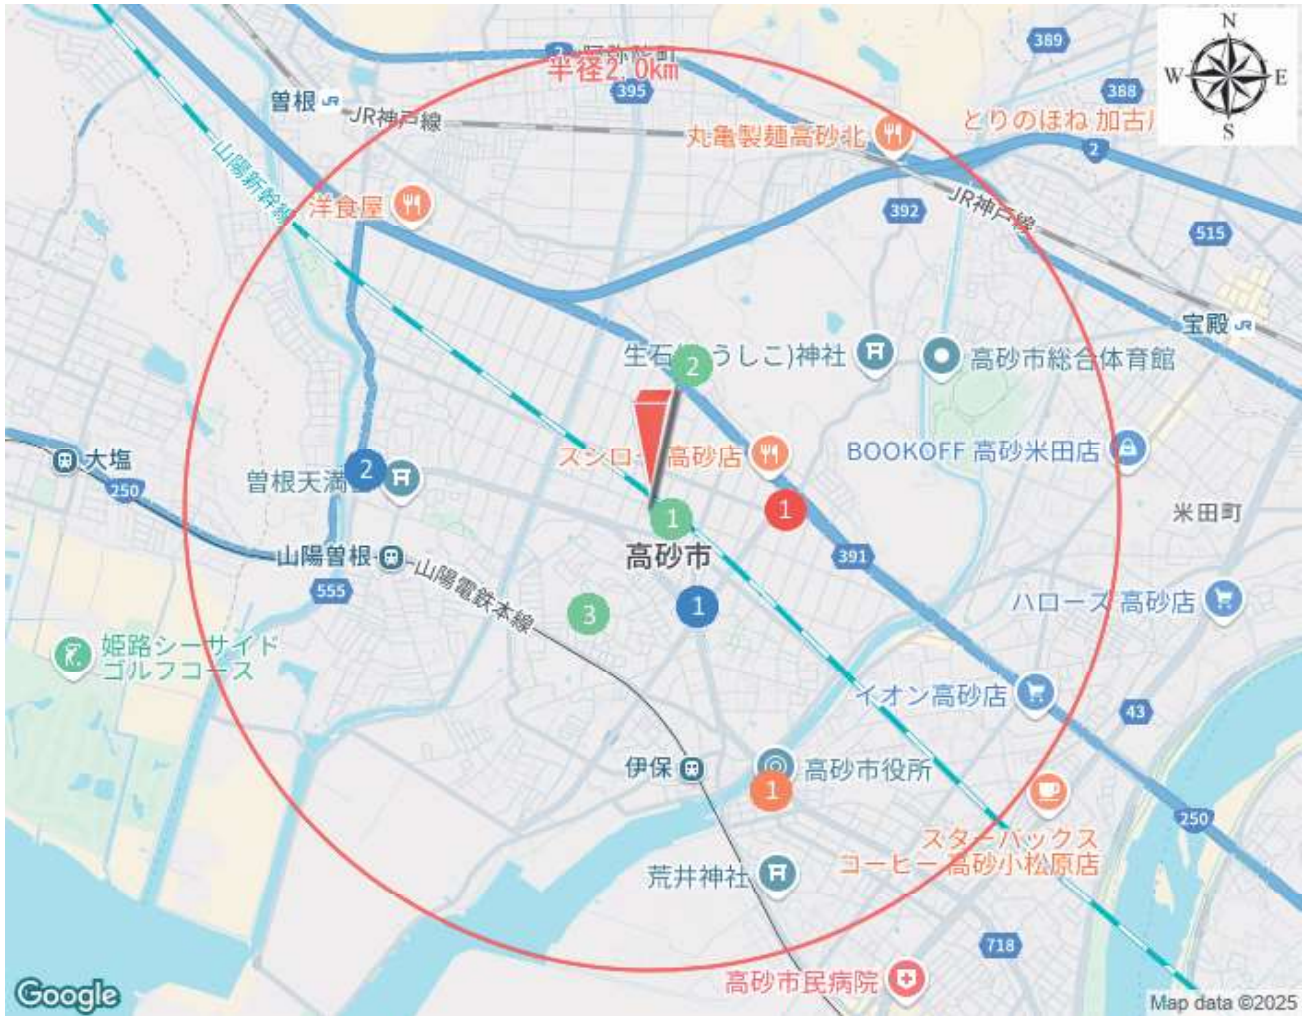 N
W
E
S
389
2
阿弥陀町
半径2.0km
395
388
曽根
JR
JR神戸線
丸亀製麺高砂北
とりのほね 加古川
2
山陽新幹線
洋食屋
392
JR神戸線
515
宝殿
JR
生石(
うしこ)神社
2
高砂市総合体育館
スシロー 高砂店
BOOKOFF 高砂米田店
大塩
250
2
曽根天満
1
1
米田町
高砂市
山陽曽根
391
山陽電鉄本線
555
3
1
ハローズ 高砂店
姫路シーサイド
ゴルフコース
イオン高砂店
43
伊保
高砂市役所
1
250
スターバックス
コーヒー 高砂小松原店
荒井神社
718
高砂市民病院
Google
Map data ©2025